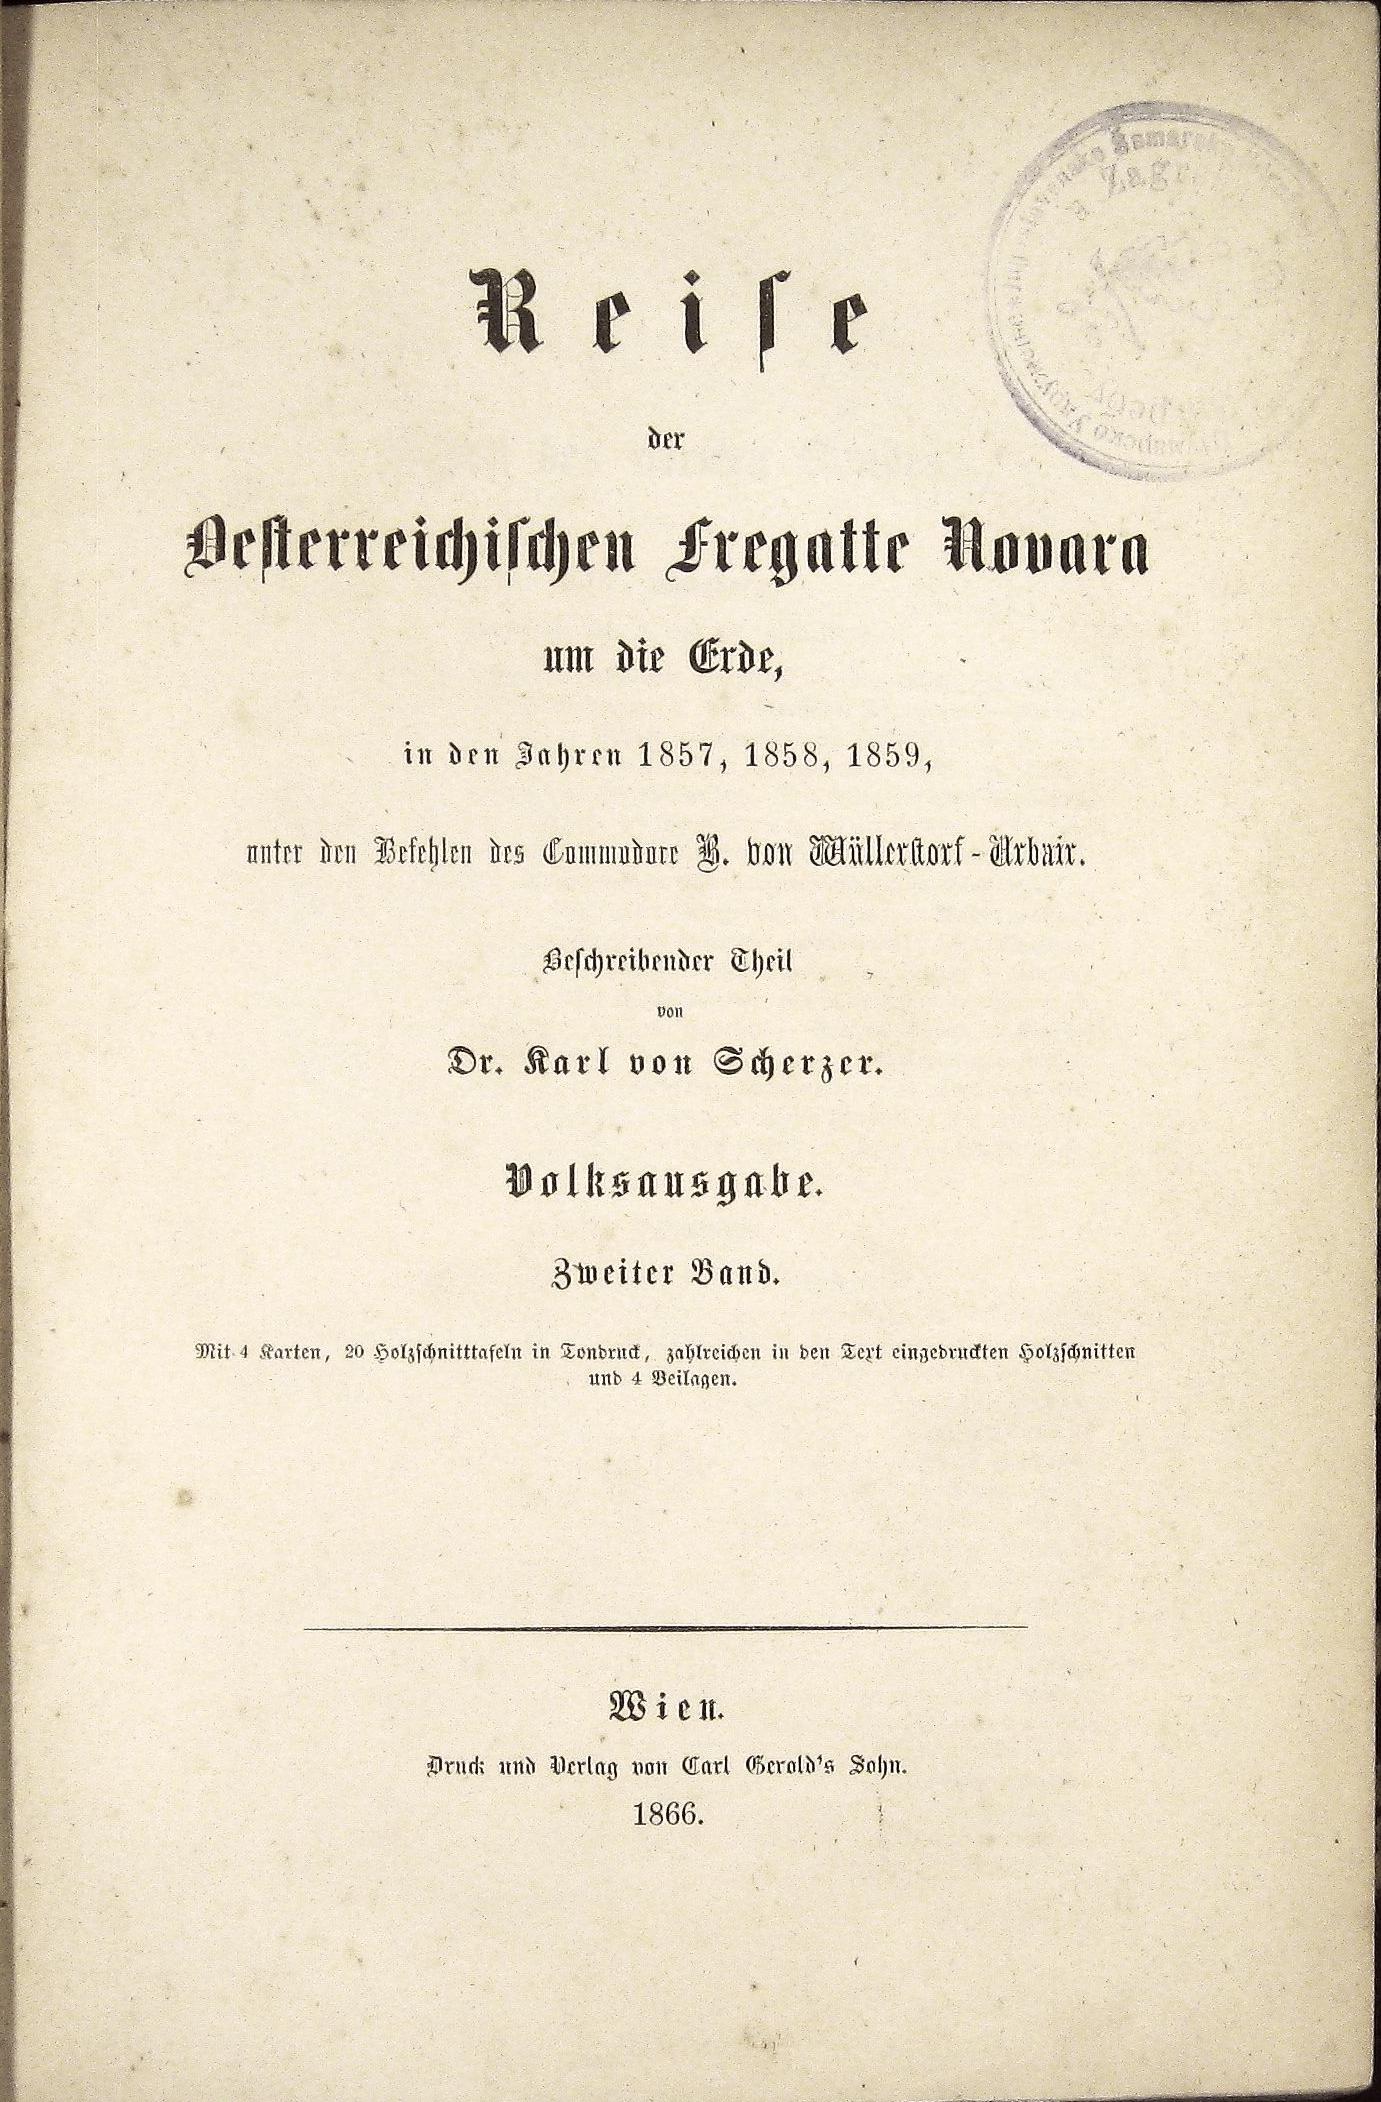 Reiſe
der
Oeſterreichiſchen Fregatte Novara
um die Erde,
in den Jahren 1857, 1858, 1859,
unter den Befehlen des Commodore B. von Wüllerſtorf-Urbair.
Beſchreibender Theil
von
Dr. Karl von Scherzer.
Volksausgabe.
Zweiter Band.
Mit 4 Karten, 20 Holzſchnitttafeln in Tondruck, zahlreichen in den Text eingedruckten Holzſchnitten
und 4 Beilagen.
Wien.
Druck und Verlag von Carl Gerold's Sohn.
1866.